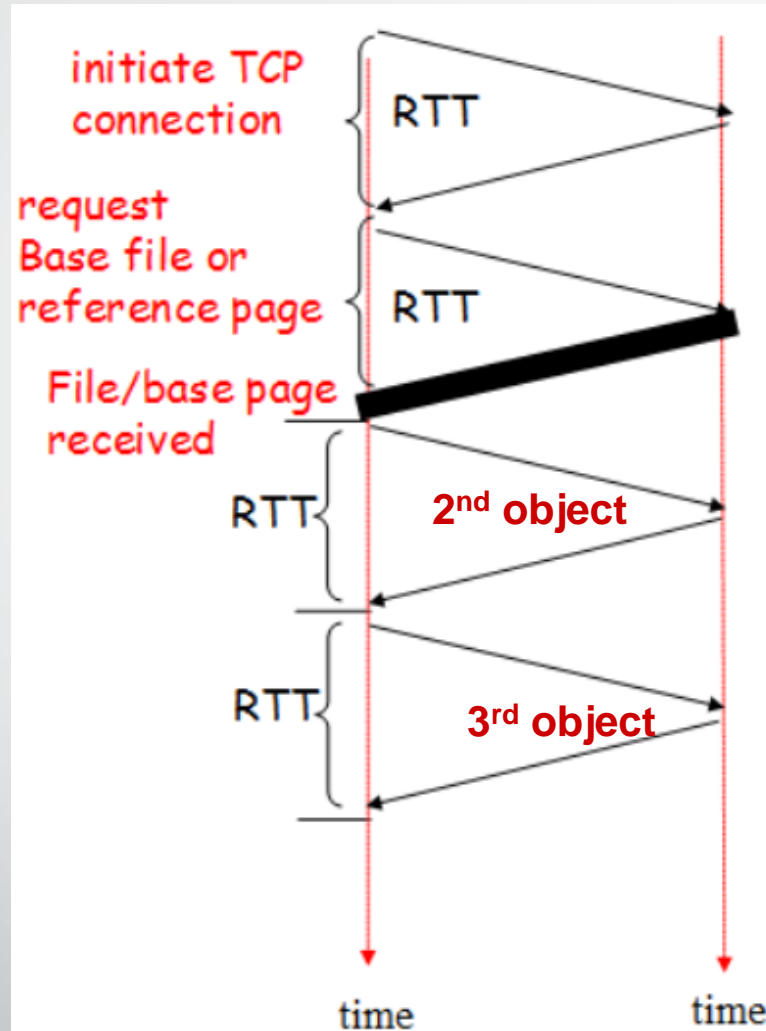 initiate TCP
connection
RTT
request
Base file or
reference page
RTT
File/base page
received
RTT
2nd object
RTT
3rd object
time
time